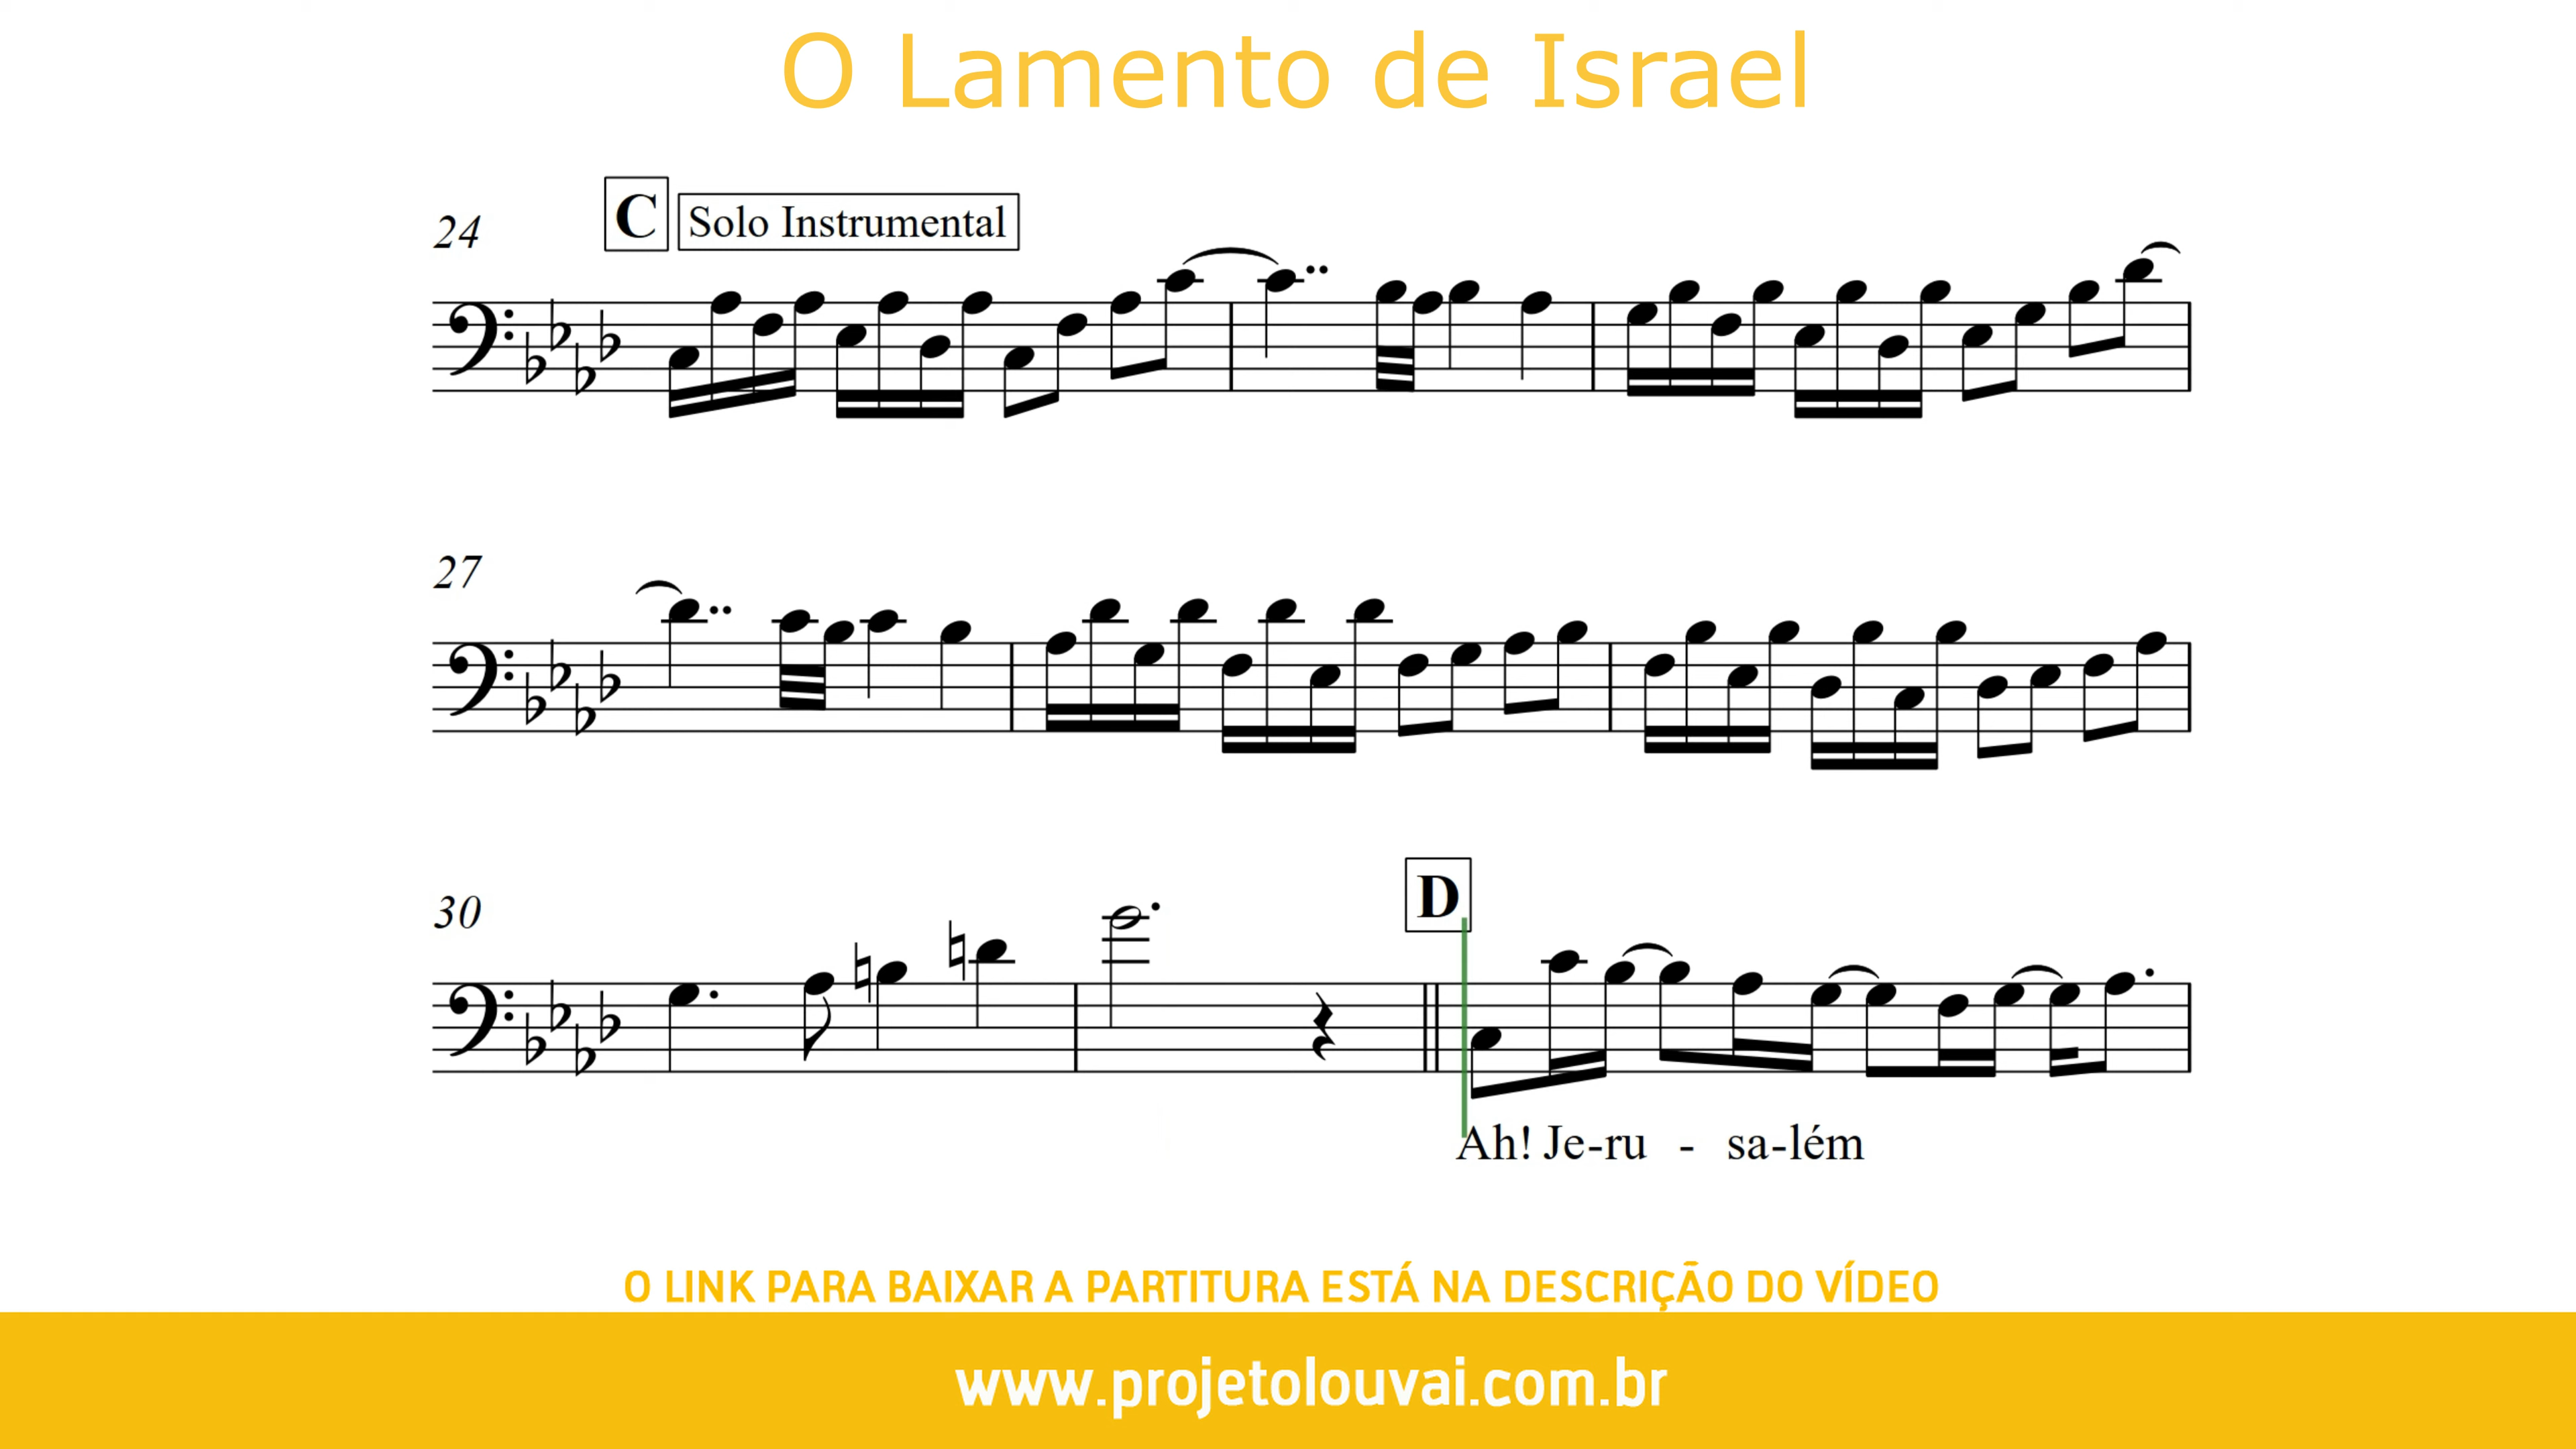 O Lamento de Israel
24
C Solo Instrumental
27
30
D
Ah! Je-ru - sa-lém
O LINK PARA BAIXAR A PARTITURA ESTÁ NA DESCRIÇÃO DO VÍDEO
www.projetolouvai.com.br